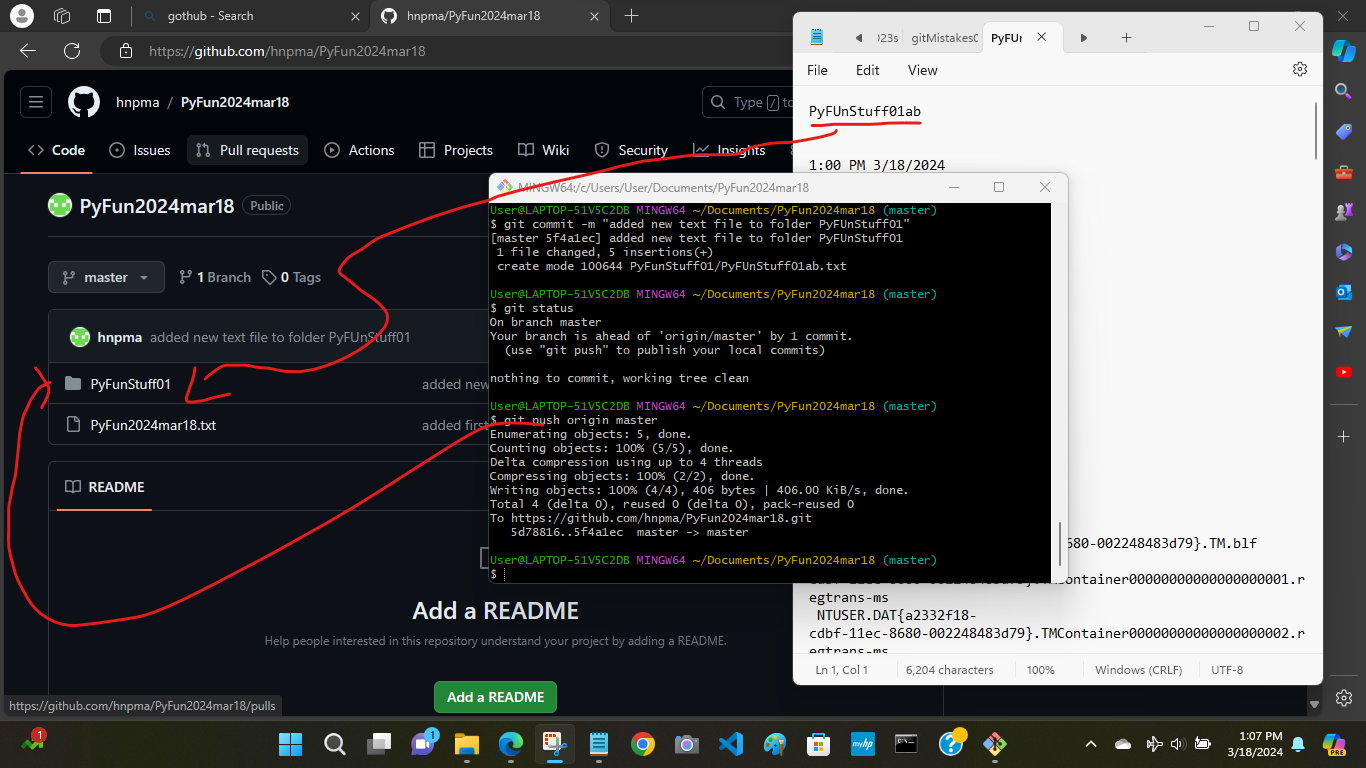 gothub - Search
hnpma/PyFun2024mar18
https://github.com/hnpma/PyFun2024mar18
hnpma / PyFun2024mar18
Type / to
Code
Issues
Pull requests
Actions
Projects
Wiki
Security
Insights
PyFun2024mar18
Public
master
1 Branch
0 Tags
hnpma added new text file to folder PyFUnStuff01
PyFunStuff01
added new
PyFun2024mar18.txt
added first
README
Add a README
Help people interested in this repository understand your project by adding a README.
Add a README
https://github.com/hnpma/PyFun2024mar18/pulls
023s
gitMistakes0
PyFUn
File
Edit
View
PyFUnStuff01ab
1:00 PM 3/18/2024
MINGW64:/c/Users/User/Documents/PyFun2024mar18
User@LAPTOP-51V5C2DB MINGW64 ~/Documents/PyFun2024mar18 (master)
$ git commit -m "added new text file to folder PyFUnStuff01"
[master 5f4a1ec] added new text file to folder PyFUnStuff01
1 file changed, 5 insertions(+)
create mode 100644 PyFunStuff01/PyFUnStuff01ab.txt
User@LAPTOP-51V5C2DB MINGW64 ~/Documents/PyFun2024mar18 (master)
$ git status
On branch master
Your branch is ahead of 'origin/master' by 1 commit.
(use "git push" to publish your local commits)
nothing to commit, working tree clean
User@LAPTOP-51V5C2DB MINGW64 ~/Documents/PyFun2024mar18 (master)
$ git push origin master
Enumerating objects: 5, done.
Counting objects: 100% (5/5), done.
Delta compression using up to 4 threads
Compressing objects: 100% (2/2), done.
Writing objects: 100% (4/4), 406 bytes | 406.00 KiB/s, done.
Total 4 (delta 0), reused 0 (delta 0), pack-reused 0
To https://github.com/hnpma/PyFun2024mar18.git
5d78816..5f4a1ec master -> master
User@LAPTOP-51V5C2DB MINGW64 ~/Documents/PyFun2024mar18 (master)
$
8680-002248483d79}.TM.blf
Container00000000000000000001.r
egtrans-ms
NTUSER.DAT{a2332f18-
cdbf-11ec-8680-002248483d79}.TMContainer00000000000000000002.r
egtrans-ms
Ln 1, Col 1
6,204 characters
100%
Windows (CRLF)
UTF-8
1
1
myhp
PRE
1:07 PM
3/18/2024